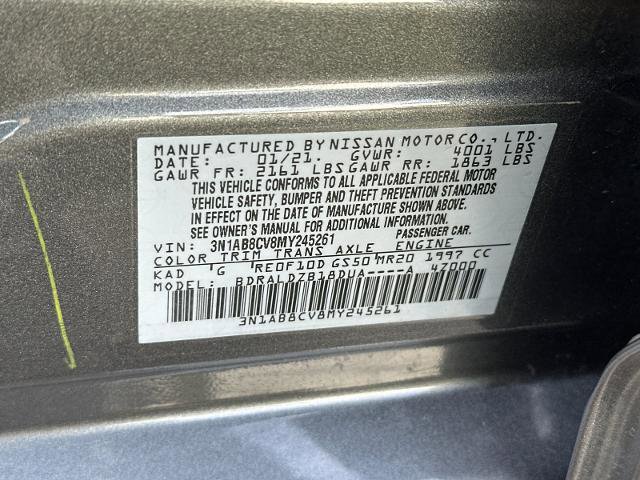 MANUFACTURED BY NISSAN MOTOR CO., LTD.
DATE: 01/21. GVWR: 4001 LBS
GAWR FR: 2161 LBS GAWR RR: 1863 LBS
THIS VEHICLE CONFORMS TO ALL APPLICABLE FEDERAL MOTOR
VEHICLE SAFETY, BUMPER AND THEFT PREVENTION STANDARDS
IN EFFECT ON THE DATE OF MANUFACTURE SHOWN ABOVE.
SEE OWNER'S MANUAL FOR ADDITIONAL INFORMATION.
VIN: 3N1AB8CV8MY245261 PASSENGER CAR.
COLOR TRIM TRANS AXLE ENGINE
KAD G RE0F10D GS50 MR20 1997 CC
MODEL: BDRALDZB18DUA----A 47000
3N1AB8CV8MY245261